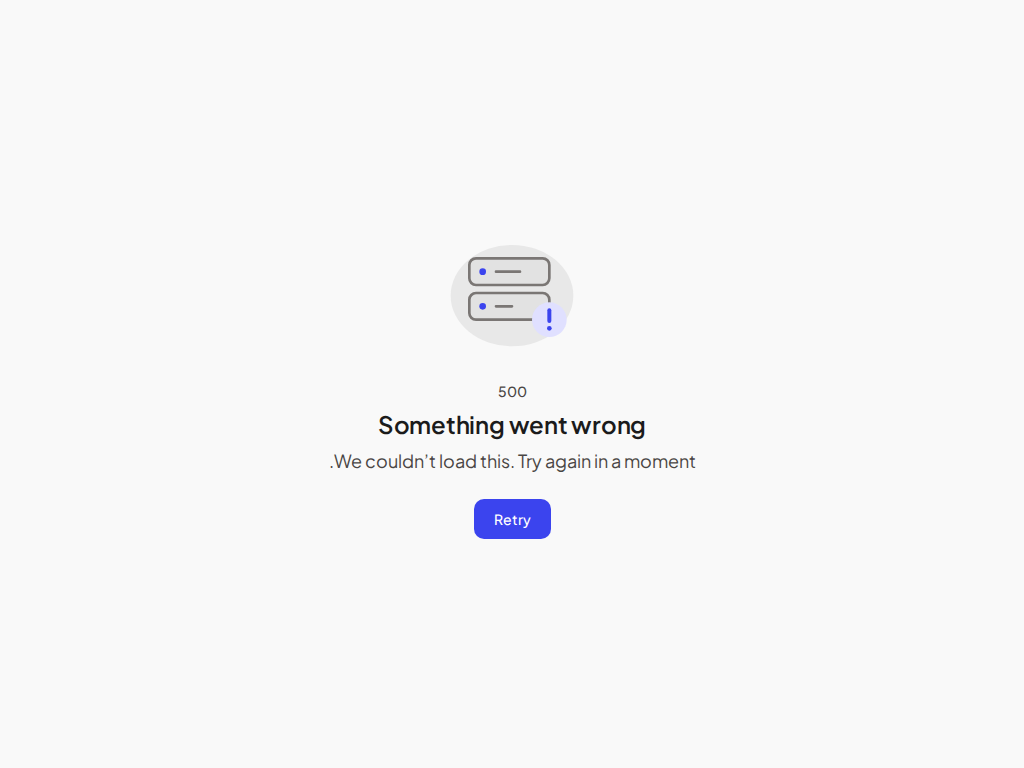 500
Something went wrong
.We couldn’t load this. Try again in a moment
Retry